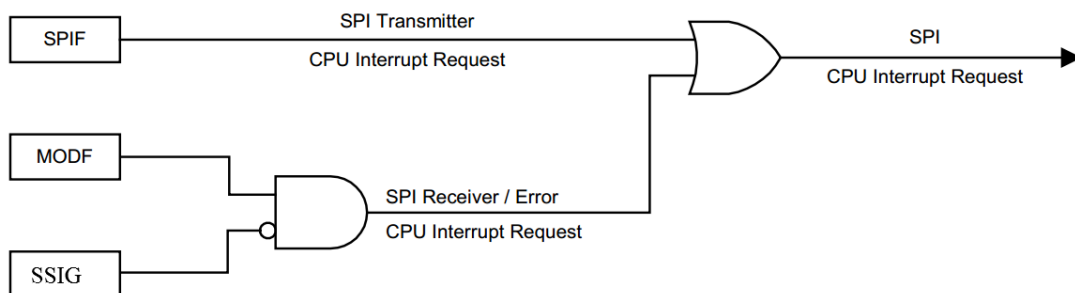 SPIF
SPI Transmitter
CPU Interrupt Request
SPI
CPU Interrupt Request
MODF
SPI Receiver / Error
CPU Interrupt Request
SSIG